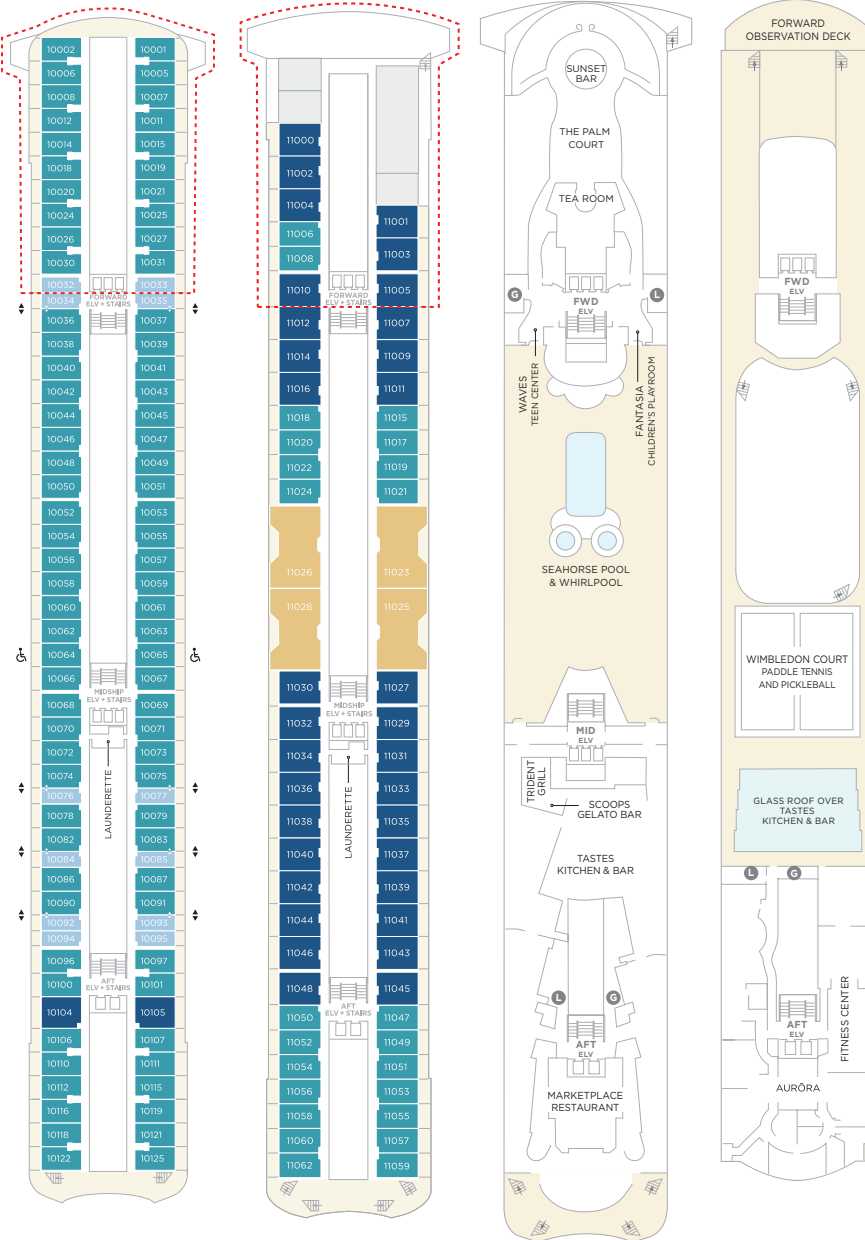 10002
10001
10006
10005
10008
10007
10012
10011
10014
10015
10018
10019
10020
10021
10024
10025
10026
10027
10030
10031
10032
10033
10034
10035
FORWARD
ELV + STAIRS
10036
10037
10038
10039
10040
10041
10042
10043
10044
10045
10046
10047
10048
10049
10050
10051
10052
10053
10054
10055
10056
10057
10058
10059
10060
10061
10062
10063
10064
10065
10066
10067
MIDSHIP
ELV + STAIRS
10068
10069
10070
10071
10072
10073
10074
10075
10076
10077
LAUNDERETTE
10078
10079
10082
10083
10084
10085
10086
10087
10090
10091
10092
10093
10094
10095
10096
10097
10100
10101
AFT
ELV + STAIRS
10104
10105
10106
10107
10110
10111
10112
10115
10116
10119
10118
10121
10122
10125
11000
11002
11004
11001
11006
11003
11008
11010
11005
FORWARD
ELV + STAIRS
11012
11007
11014
11009
11016
11011
11018
11015
11020
11017
11022
11019
11024
11021
11026
11023
11028
11025
11030
11027
MIDSHIP
ELV + STAIRS
11032
11029
11034
11031
11036
11033
LAUNDERETTE
11038
11035
11040
11037
11042
11039
11044
11041
11046
11043
11048
11045
AFT
ELV + STAIRS
11050
11047
11052
11049
11054
11051
11056
11053
11058
11055
11060
11057
11062
11059
SUNSET
BAR
THE PALM
COURT
TEA ROOM
G
L
FWD
ELV
WAVES
TEEN CENTER
FANTASIA
CHILDREN'S PLAYROOM
SEAHORSE POOL
& WHIRLPOOL
MID
ELV
TRIDENT
GRILL
SCOOPS
GELATO BAR
TASTES
KITCHEN & BAR
L
G
AFT
ELV
MARKETPLACE
RESTAURANT
FORWARD
OBSERVATION DECK
FWD
ELV
WIMBLEDON COURT
PADDLE TENNIS
AND PICKLEBALL
GLASS ROOF OVER
TASTES
KITCHEN & BAR
L
G
FITNESS CENTER
AFT
ELV
AURŌRA